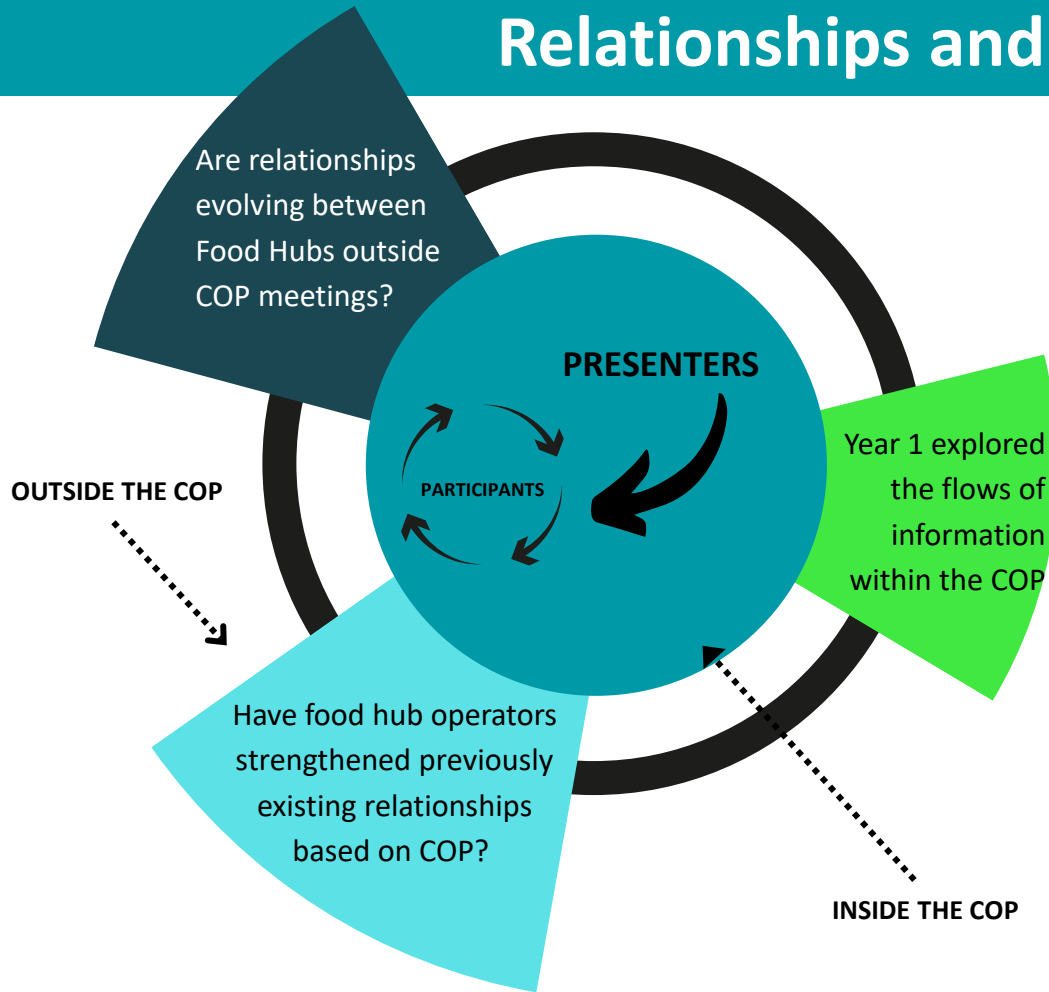 Relationships and
Are relationships
evolving between
Food Hubs outside
COP meetings?
PRESENTERS
PARTICIPANTS
Year 1 explored
the flows of
information
within the COP
OUTSIDE THE COP
Have food hub operators
strengthened previously
existing relationships
based on COP?
INSIDE THE COP